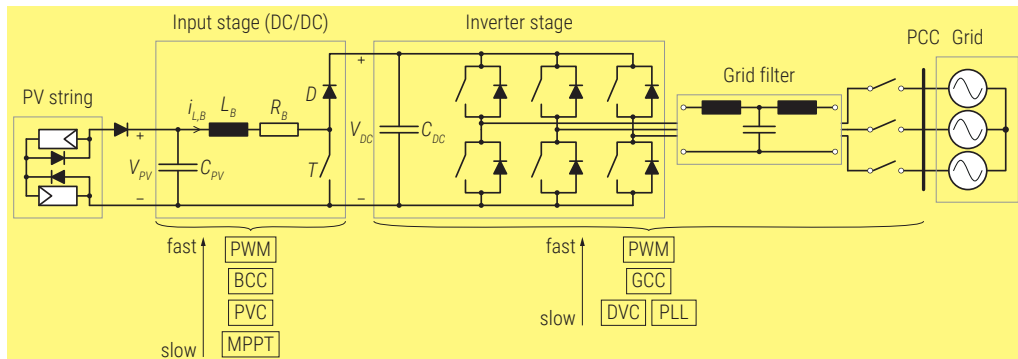 Input stage (DC/DC)
Inverter stage
PCC Grid
Grid filter
PV string
D
i_L,B
L_B
R_B
+
+
V_PV
C_PV
T
V_DC
C_DC
−
−
fast
PWM
BCC
PVC
slow
MPPT
fast
PWM
GCC
slow
DVC
PLL